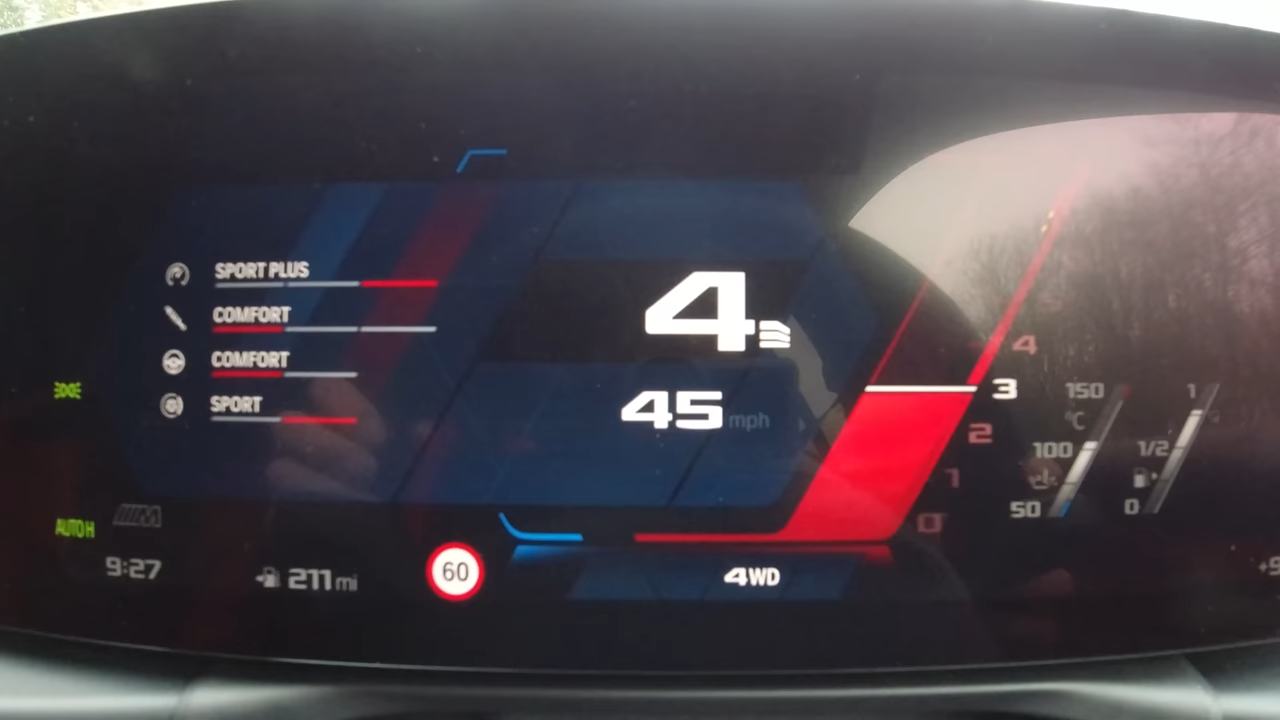 SPORT PLUS
COMFORT
COMFORT
SPORT
4
45 mph
4
3
2
1
0
150
°C
100
50
1
1/2
0
AUTO H
M
9:27
211 mi
60
4WD